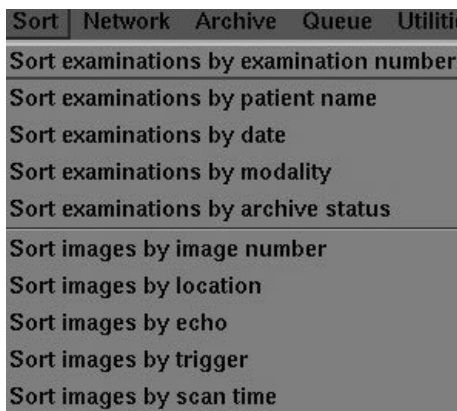 Sort Network Archive Queue
Sort examinations by examination number
Sort examinations by patient name
Sort examinations by date
Sort examinations by modality
Sort examinations by archive status
Sort images by image number
Sort images by location
Sort images by echo
Sort images by trigger
Sort images by scan time